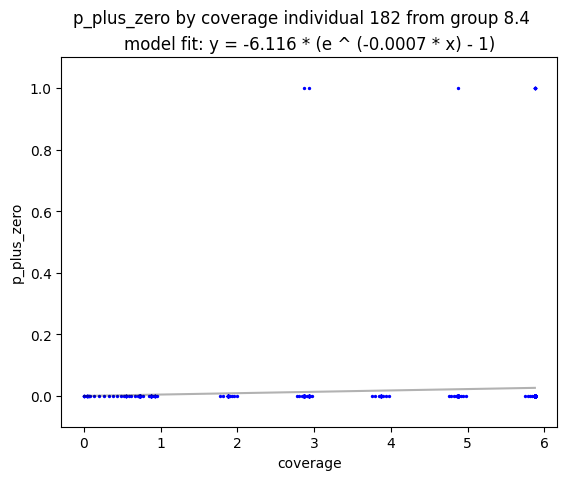 p_plus_zero by coverage individual 182 from group 8.4
model fit: y = -6.116 * (e ^ (-0.0007 * x) - 1)
1.0
0.8
0.6
0.4
0.2
0.0
p_plus_zero
0 1 2 3 4 5 6
coverage